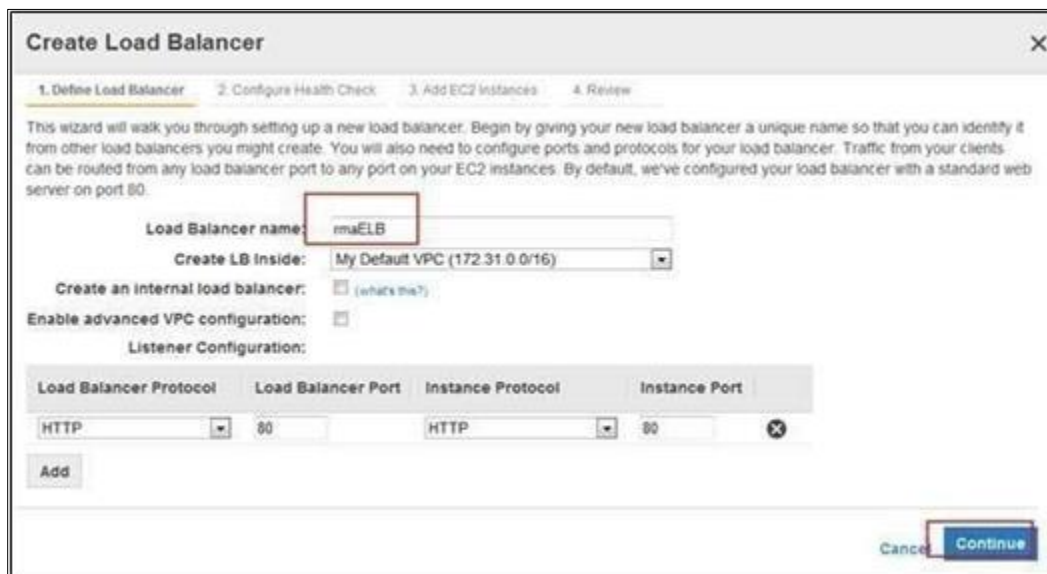 Create Load Balancer
1. Define Load Balancer 2. Configure Health Check 3. Add EC2 Instances 4. Review
This wizard will walk you through setting up a new load balancer. Begin by giving your new load balancer a unique name so that you can identify it
from other load balancers you might create. You will also need to configure ports and protocols for your load balancer. Traffic from your clients
can be routed from any load balancer port to any port on your EC2 instances. By default, we've configured your load balancer with a standard web
server on port 80.
Load Balancer name: rmaELB
Create LB Inside: My Default VPC (172.31.0.0/16)
Create an internal load balancer: (what's this?)
Enable advanced VPC configuration:
Listener Configuration:
Load Balancer Protocol Load Balancer Port Instance Protocol Instance Port
HTTP 80 HTTP 80
Add
Cancel Continue